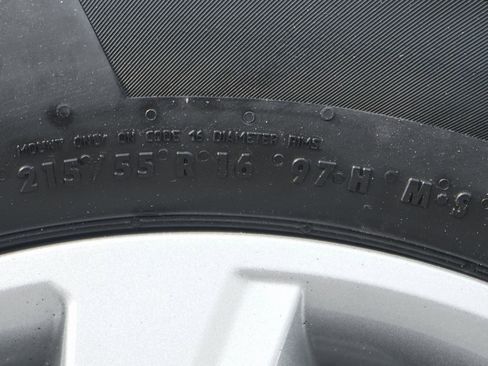 MOUNT ONLY ON CODE 16 DIAMETER RIMS
215/55 R 16 97 H M S